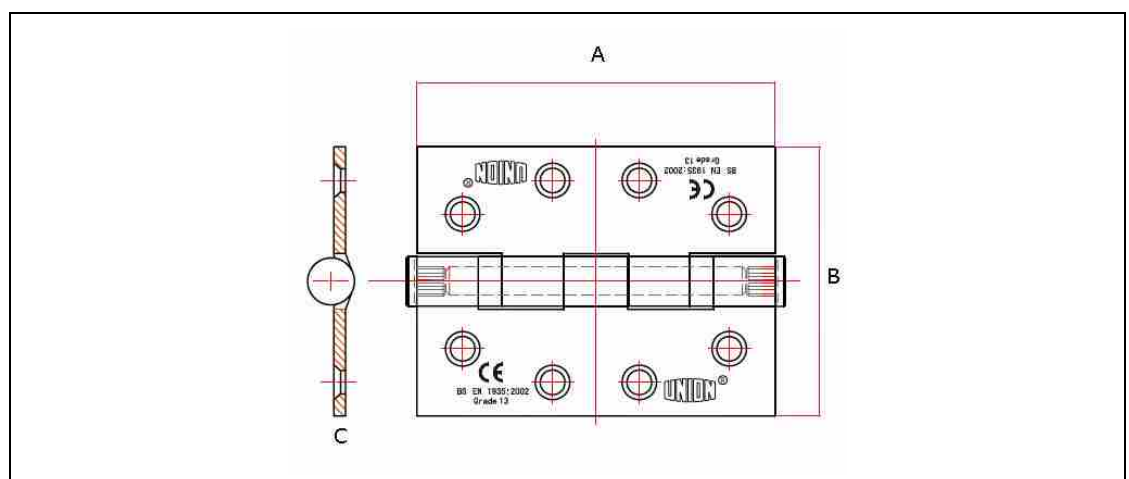 A
UNION ®
BS EN 1935:2002
Grade 13
CE
B
CE
BS EN 1935:2002
Grade 13
UNION ®
C